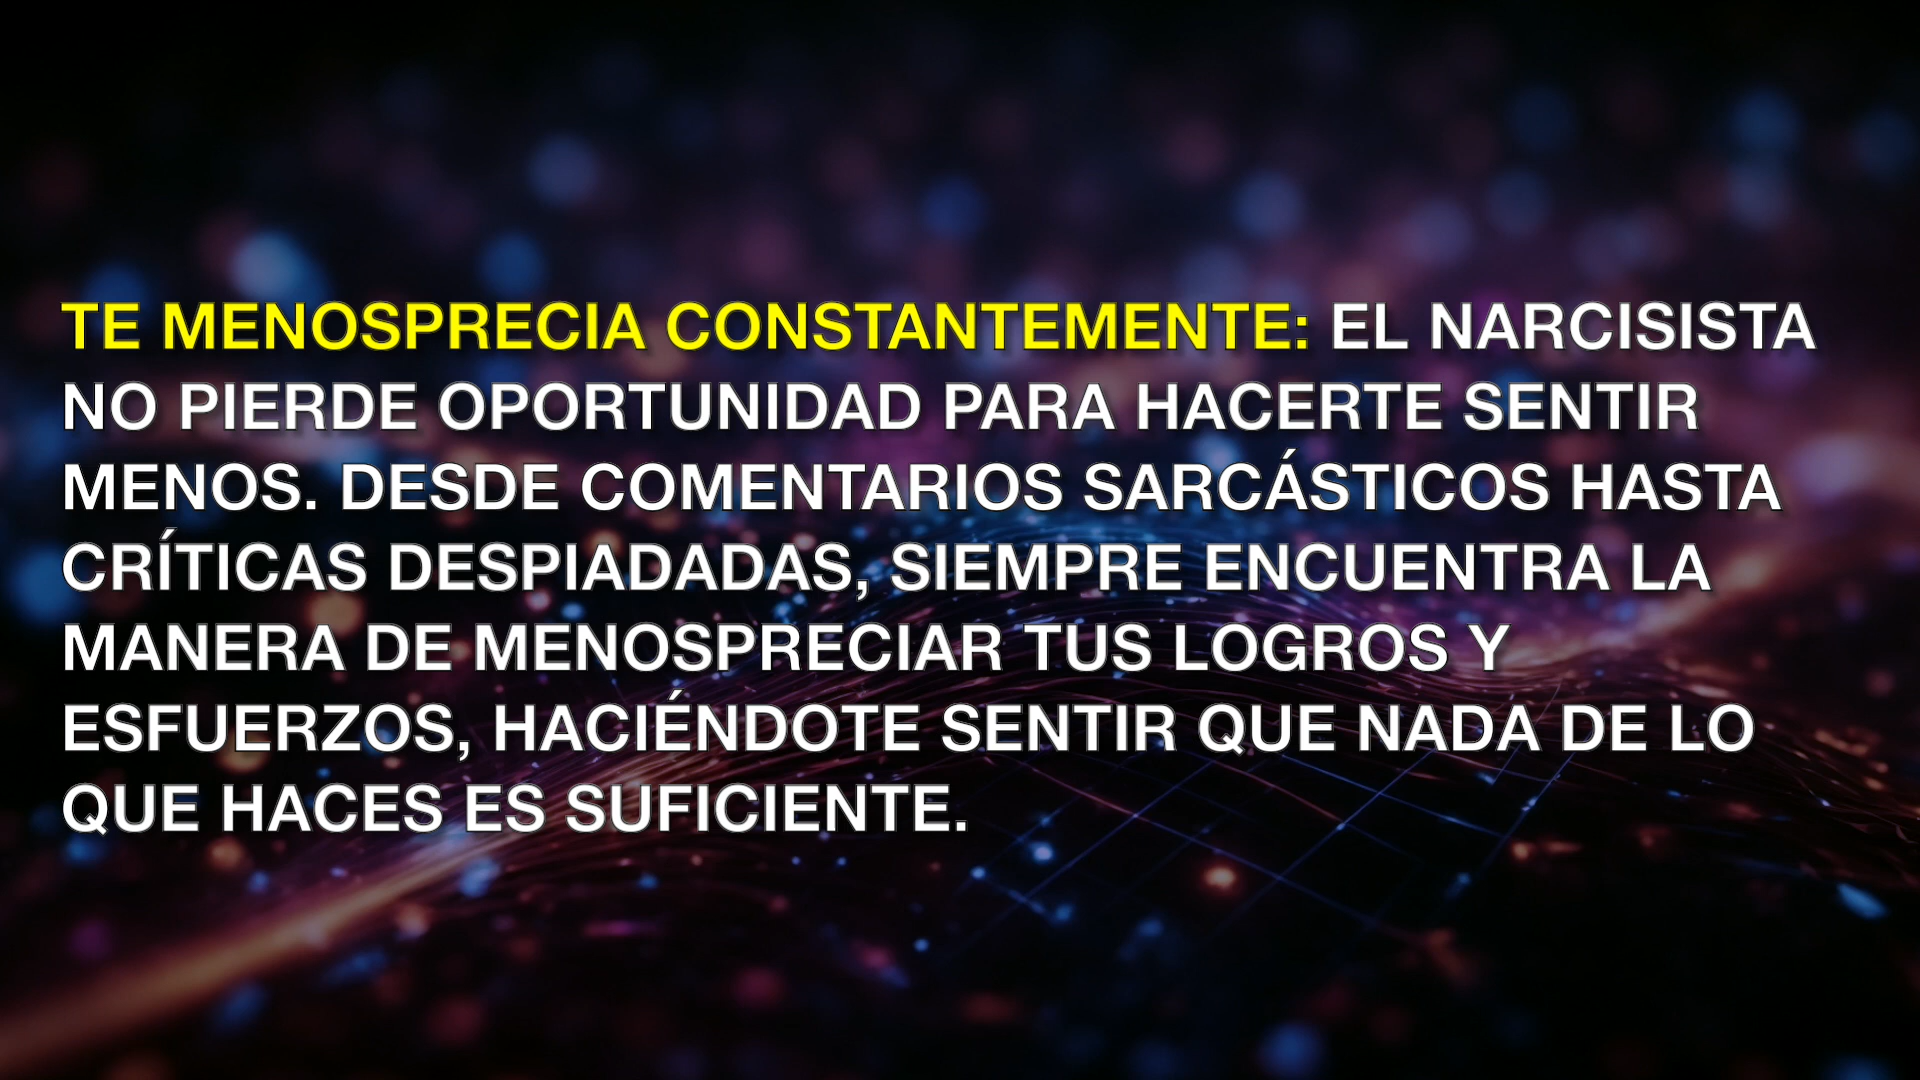 TE MENOSPRECIA CONSTANTEMENTE: EL NARCISISTA
NO PIERDE OPORTUNIDAD PARA HACERTE SENTIR
MENOS. DESDE COMENTARIOS SARCÁSTICOS HASTA
CRÍTICAS DESPIADADAS, SIEMPRE ENCUENTRA LA
MANERA DE MENOSPRECIAR TUS LOGROS Y
ESFUERZOS, HACIÉNDOTE SENTIR QUE NADA DE LO
QUE HACES ES SUFICIENTE.